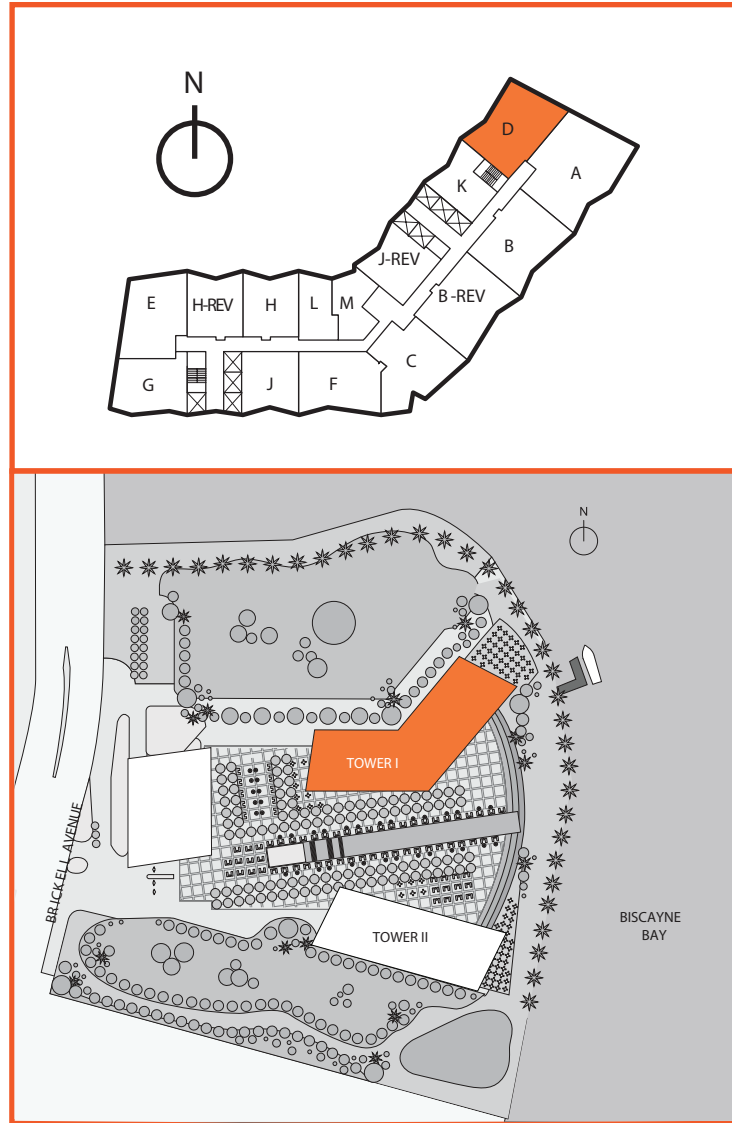 N
D
A
K
B
J-REV
B-REV
E
H-REV
H
L
M
C
G
J
F
N
TOWER I
BRICKELL AVENUE
TOWER II
BISCAYNE
BAY